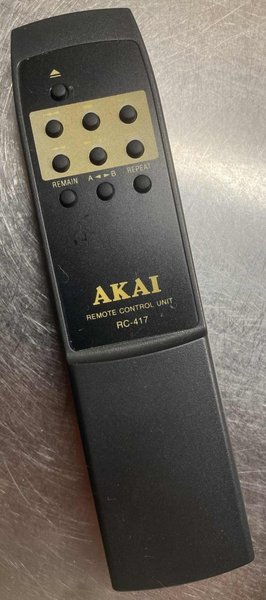 REMAIN A◄►B REPEAT
AKAI
REMOTE CONTROL UNIT
RC-417